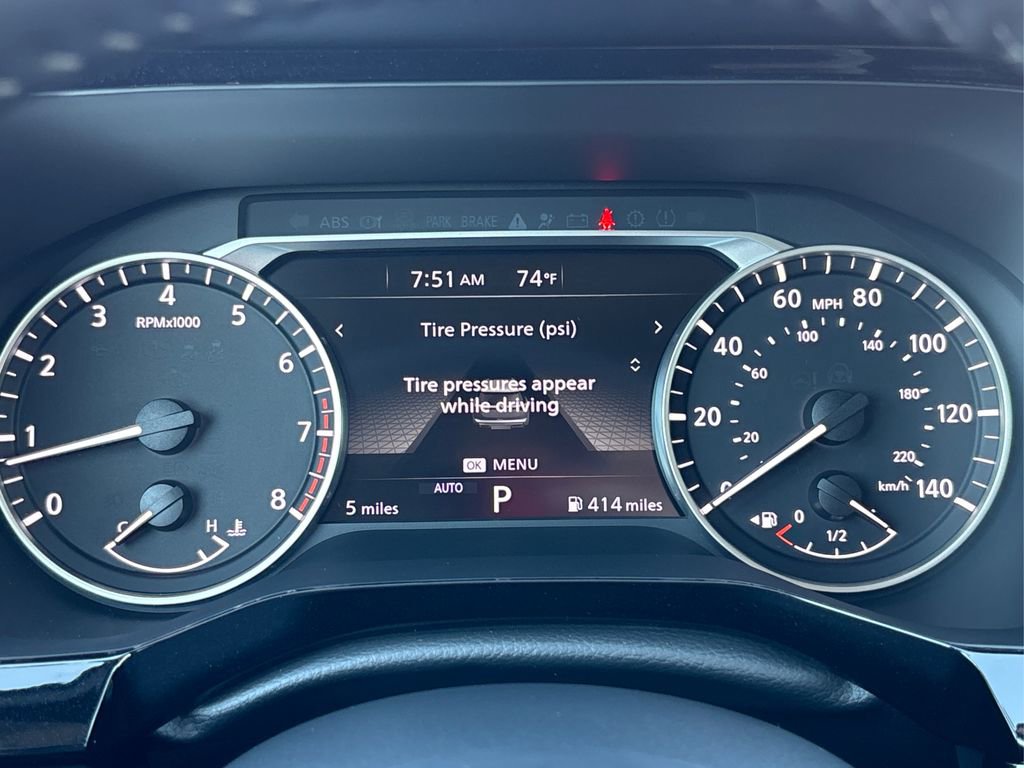 ABS PARK BRAKE
7:51 AM 74°F
Tire Pressure (psi)
Tire pressures appear
while driving
OK MENU
AUTO
5 miles P 414 miles
0 1 2 3 4 5 6 7 8
RPMx1000
C H
0 20 40 60 80 100 120 140
MPH
20 60 100 140 180 220
km/h
0 1/2